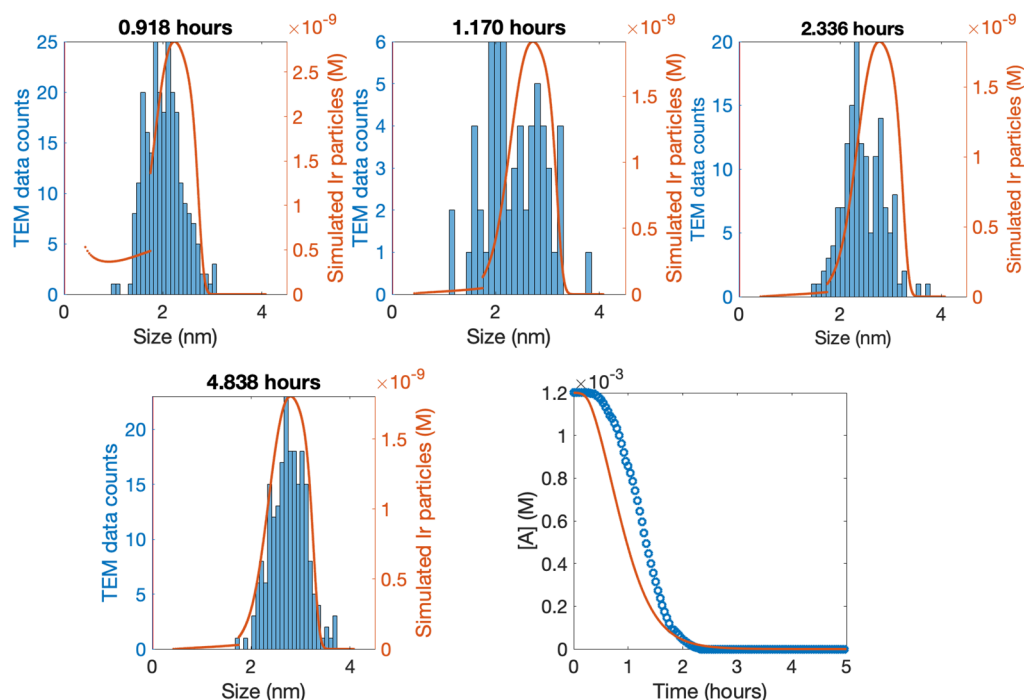 0.918 hours
×10⁻⁹
25
20
15
10
5
0
TEM data counts
2.5
2
1.5
1
0.5
0
Simulated Ir particles (M)
0 2 4
Size (nm)
1.170 hours
×10⁻⁹
6
5
4
3
2
1
0
TEM data counts
1.5
1
0.5
0
Simulated Ir particles (M)
0 2 4
Size (nm)
2.336 hours
×10⁻⁹
20
15
10
5
0
TEM data counts
1.5
1
0.5
0
Simulated Ir particles (M)
0 2 4
Size (nm)
4.838 hours
×10⁻⁹
20
15
10
5
0
TEM data counts
1.5
1
0.5
0
Simulated Ir particles (M)
0 2 4
Size (nm)
×10⁻³
1.2
1
0.8
0.6
0.4
0.2
0
[A] (M)
0 1 2 3 4 5
Time (hours)